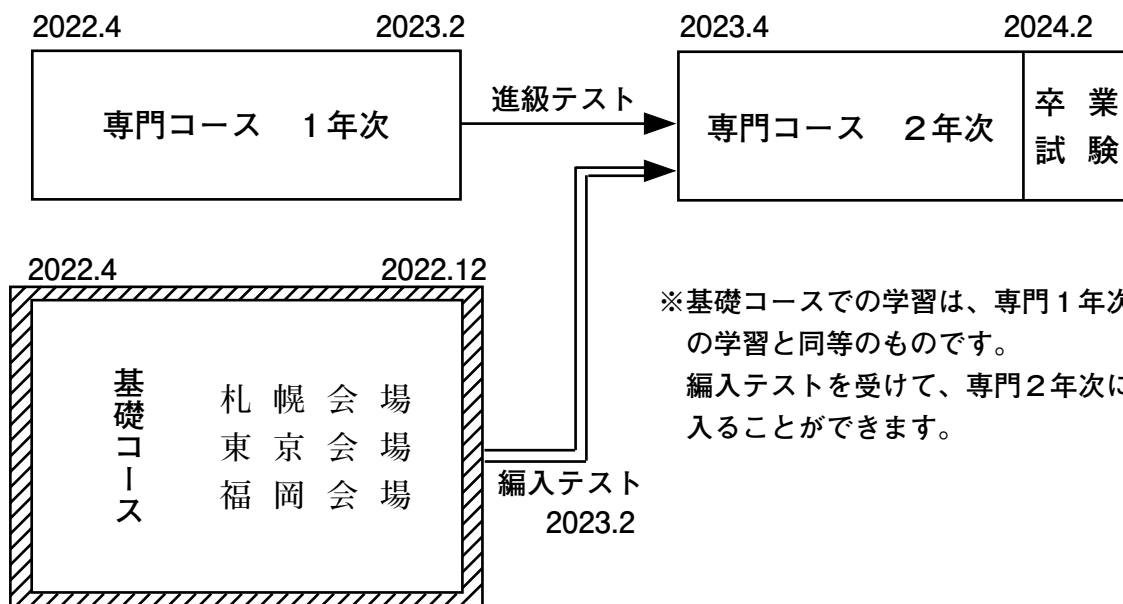 2022.4 2023.2
専門コース 1年次
進級テスト
2023.4 2024.2
専門コース 2年次
卒業
試験
2022.4 2022.12
基礎コース
札幌会場
東京会場
福岡会場
編入テスト
2023.2
※基礎コースでの学習は、専門1年次
の学習と同等のものです。
編入テストを受けて、専門2年次に
入ることができます。